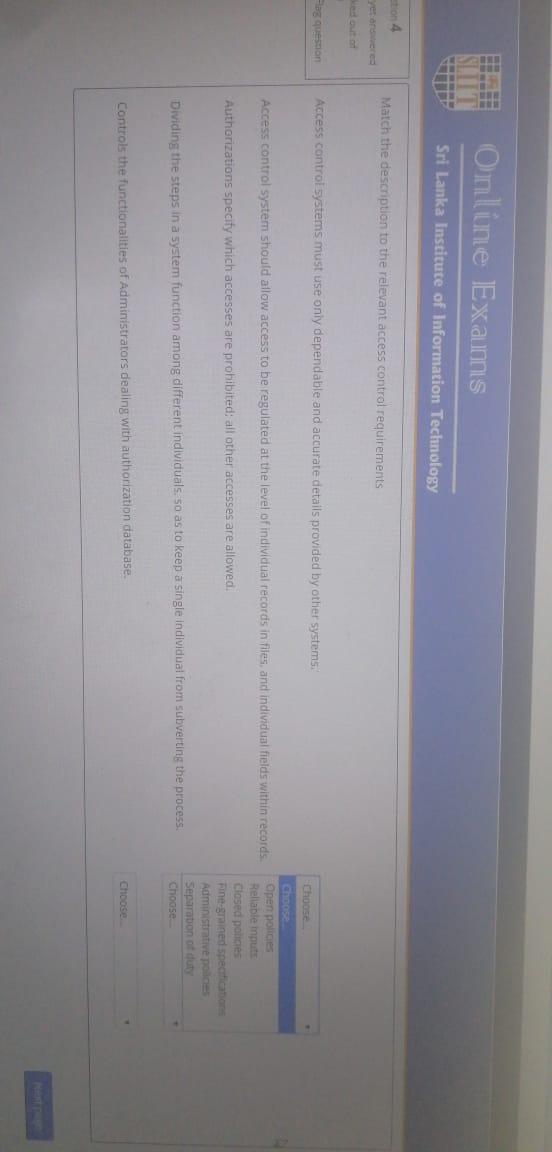 SLIIT
Online Exams
Sri Lanka Institute of Information Technology
4
yet answered
out of
question
Match the description to the relevant access control requirements
Access control systems must use only dependable and accurate details provided by other systems.
Choose...
Choose...
Open policies
Reliable inputs
Closed policies
Fine-grained specifications
Administrative policies
Separation of duty
Access control system should allow access to be regulated at the level of individual records in files, and individual fields within records.
Authorizations specify which accesses are prohibited; all other accesses are allowed.
Dividing the steps in a system function among different individuals, so as to keep a single individual from subverting the process.
Choose...
Controls the functionalities of Administrators dealing with authorization database.
Choose...
Next page